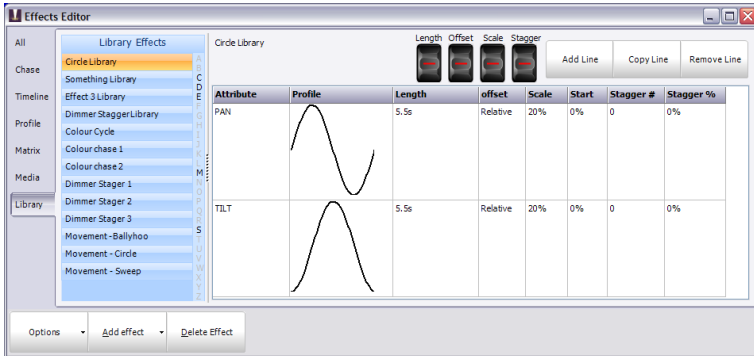 Effects Editor
All
Chase
Timeline
Profile
Matrix
Media
Library
Library Effects
Circle Library
Something Library
Effect 3 Library
Dimmer StaggerLibrary
Colour Cycle
Colour chase 1
Colour chase 2
Dimmer Stager 1
Dimmer Stager 2
Dimmer Stager 3
Movement -Ballyhoo
Movement - Circle
Movement - Sweep
A
B
C
D
E
F
G
H
I
J
K
L
M
N
O
P
Q
R
S
T
U
V
W
X
Y
Z
Circle Library
Length Offset Scale Stagger
Add Line Copy Line Remove Line
Attribute Profile Length offset Scale Start Stagger # Stagger %
PAN 5.5s Relative 20% 0% 0 0%
TILT 5.5s Relative 20% 0% 0 0%
Options Add effect Delete Effect